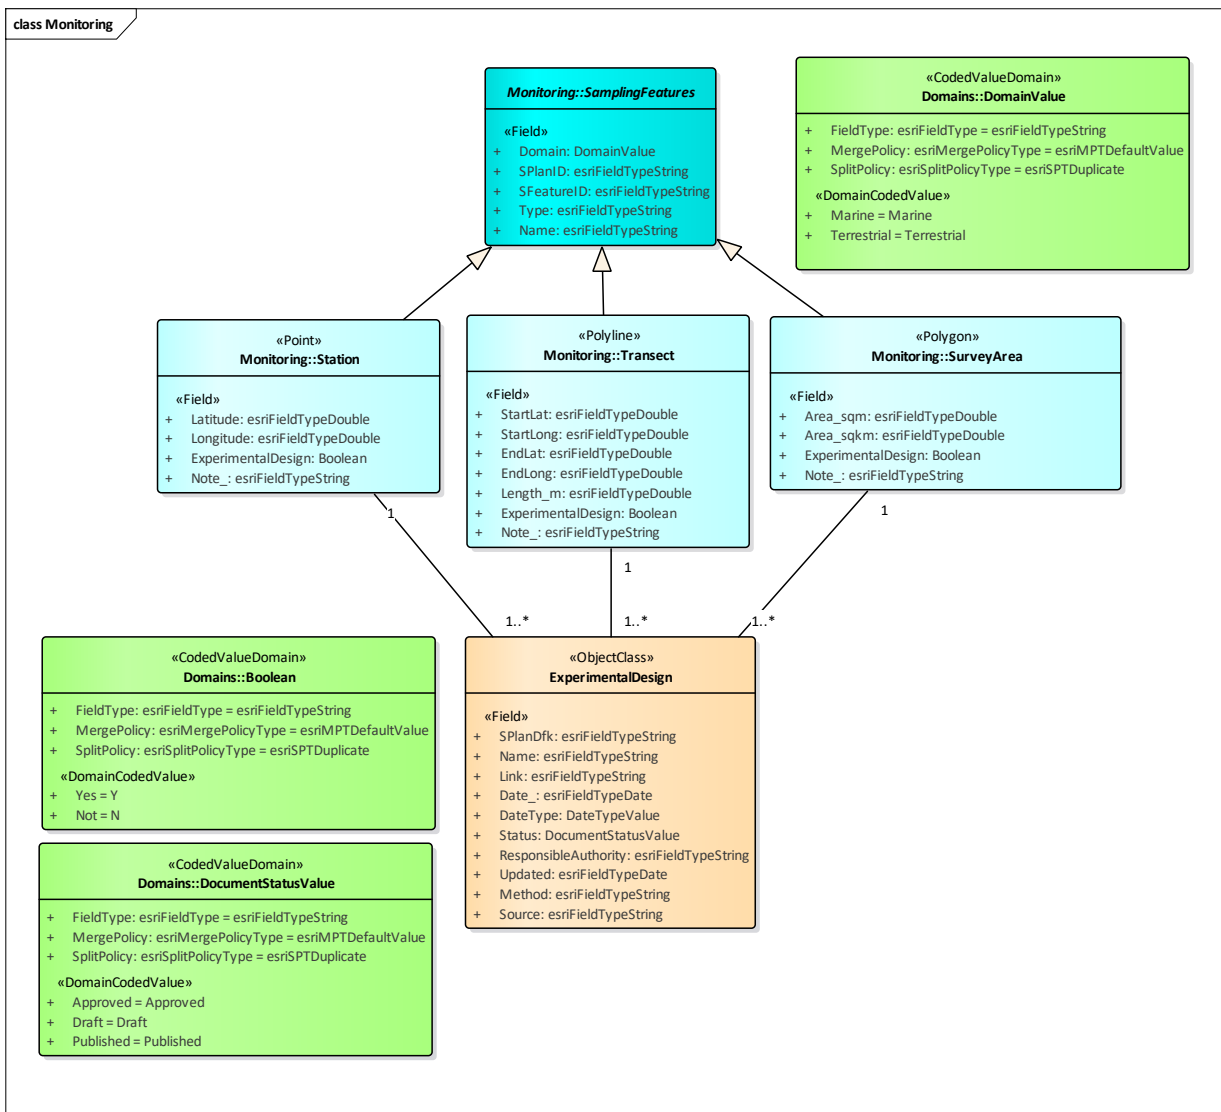 class Monitoring
Monitoring::SamplingFeatures
«Field»
+ Domain: DomainValue
+ SPlanID: esriFieldTypeString
+ SFeatureID: esriFieldTypeString
+ Type: esriFieldTypeString
+ Name: esriFieldTypeString
«CodedValueDomain»
Domains::DomainValue
+ FieldType: esriFieldType = esriFieldTypeString
+ MergePolicy: esriMergePolicyType = esriMPTDefaultValue
+ SplitPolicy: esriSplitPolicyType = esriSPTDuplicate
«DomainCodedValue»
+ Marine = Marine
+ Terrestrial = Terrestrial
«Point»
Monitoring::Station
«Field»
+ Latitude: esriFieldTypeDouble
+ Longitude: esriFieldTypeDouble
+ ExperimentalDesign: Boolean
+ Note_: esriFieldTypeString
«Polyline»
Monitoring::Transect
«Field»
+ StartLat: esriFieldTypeDouble
+ StartLong: esriFieldTypeDouble
+ EndLat: esriFieldTypeDouble
+ EndLong: esriFieldTypeDouble
+ Length_m: esriFieldTypeDouble
+ ExperimentalDesign: Boolean
+ Note_: esriFieldTypeString
«Polygon»
Monitoring::SurveyArea
«Field»
+ Area_sqm: esriFieldTypeDouble
+ Area_sqkm: esriFieldTypeDouble
+ ExperimentalDesign: Boolean
+ Note_: esriFieldTypeString
1
1
1
1..*
1..*
1..*
«CodedValueDomain»
Domains::Boolean
+ FieldType: esriFieldType = esriFieldTypeString
+ MergePolicy: esriMergePolicyType = esriMPTDefaultValue
+ SplitPolicy: esriSplitPolicyType = esriSPTDuplicate
«DomainCodedValue»
+ Yes = Y
+ Not = N
«ObjectClass»
ExperimentalDesign
«Field»
+ SPlanDfk: esriFieldTypeString
+ Name: esriFieldTypeString
+ Link: esriFieldTypeString
+ Date_: esriFieldTypeDate
+ DateType: DateTypeValue
+ Status: DocumentStatusValue
+ ResponsibleAuthority: esriFieldTypeString
+ Updated: esriFieldTypeDate
+ Method: esriFieldTypeString
+ Source: esriFieldTypeString
«CodedValueDomain»
Domains::DocumentStatusValue
+ FieldType: esriFieldType = esriFieldTypeString
+ MergePolicy: esriMergePolicyType = esriMPTDefaultValue
+ SplitPolicy: esriSplitPolicyType = esriSPTDuplicate
«DomainCodedValue»
+ Approved = Approved
+ Draft = Draft
+ Published = Published